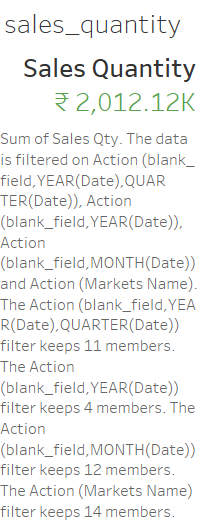 sales_quantity
Sales Quantity
₹ 2,012.12K
Sum of Sales Qty. The data
is filtered on Action (blank_
field,YEAR(Date),QUAR
TER(Date)), Action
(blank_field,YEAR(Date)),
Action
(blank_field,MONTH(Date))
and Action (Markets Name).
The Action (blank_field,YEA
R(Date),QUARTER(Date))
filter keeps 11 members.
The Action
(blank_field,YEAR(Date))
filter keeps 4 members. The
Action
(blank_field,MONTH(Date))
filter keeps 12 members.
The Action (Markets Name)
filter keeps 14 members.